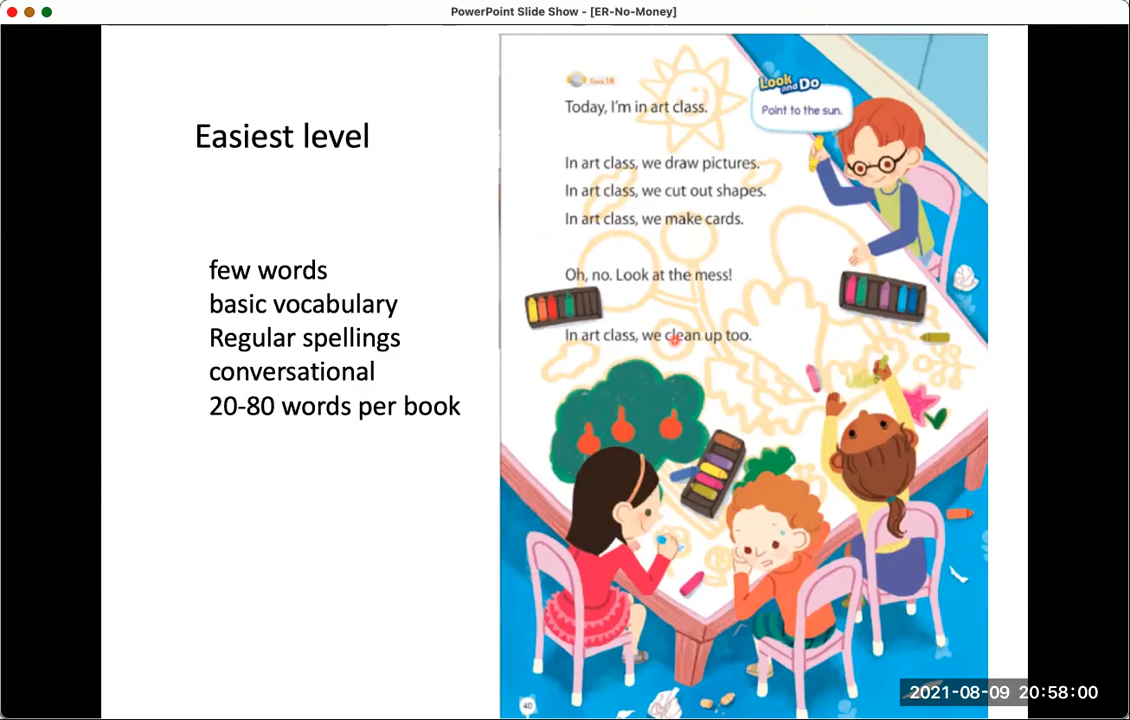 PowerPoint Slide Show - [ER-No-Money]
Easiest level
few words
basic vocabulary
Regular spellings
conversational
20-80 words per book
Track 18
Today, I'm in art class.
Look and Do
Point to the sun.
In art class, we draw pictures.
In art class, we cut out shapes.
In art class, we make cards.
Oh, no. Look at the mess!
In art class, we clean up too.
40
2021-08-09 20:58:00